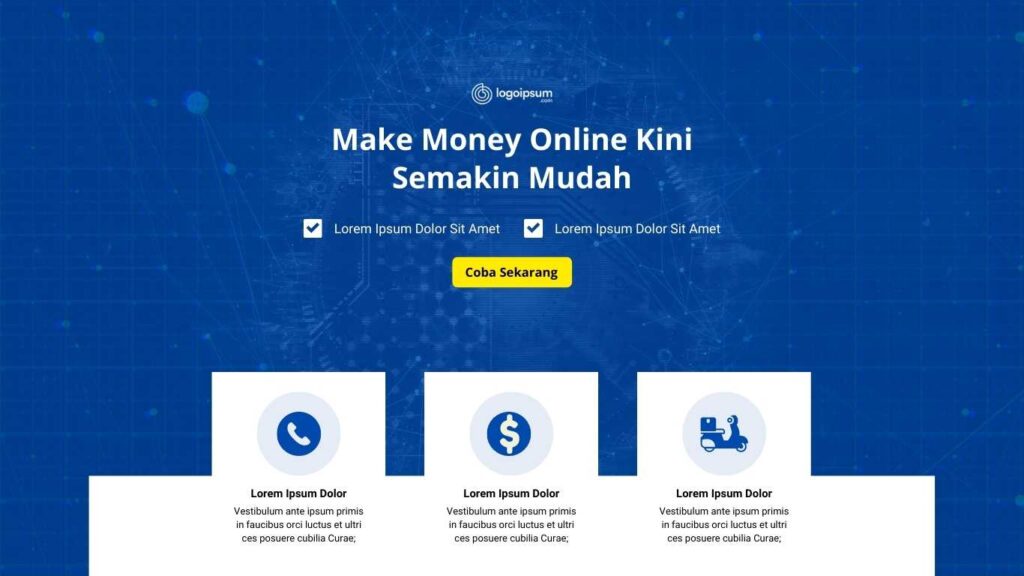 logoipsum
.com
Make Money Online Kini
Semakin Mudah
Lorem Ipsum Dolor Sit Amet
Lorem Ipsum Dolor Sit Amet
Coba Sekarang
Lorem Ipsum Dolor
Vestibulum ante ipsum primis
in faucibus orci luctus et ultri
ces posuere cubilia Curae;
Lorem Ipsum Dolor
Vestibulum ante ipsum primis
in faucibus orci luctus et ultri
ces posuere cubilia Curae;
Lorem Ipsum Dolor
Vestibulum ante ipsum primis
in faucibus orci luctus et ultri
ces posuere cubilia Curae;